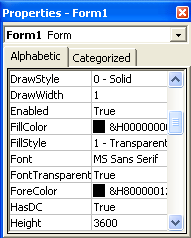 Properties - Form1
Form1 Form
Alphabetic Categorized
DrawStyle 0 - Solid
DrawWidth 1
Enabled True
FillColor &H0000000
FillStyle 1 - Transparent
Font MS Sans Serif
FontTransparent True
ForeColor &H8000001
HasDC True
Height 3600